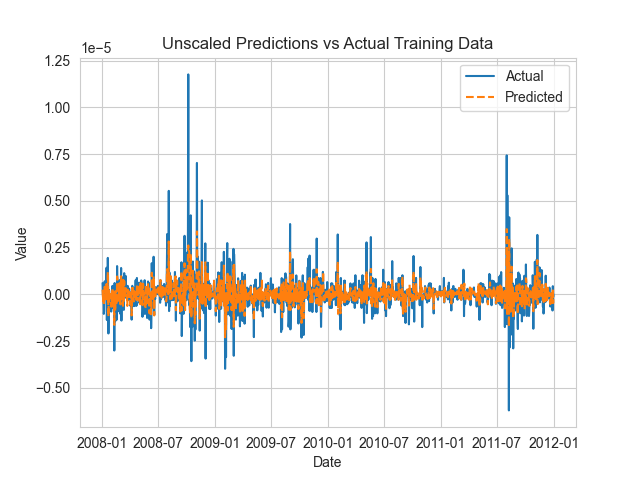 Unscaled Predictions vs Actual Training Data
1e−5
1.25
1.00
0.75
0.50
0.25
0.00
−0.25
−0.50
Value
Actual
Predicted
2008-01 2008-07 2009-01 2009-07 2010-01 2010-07 2011-01 2011-07 2012-01
Date